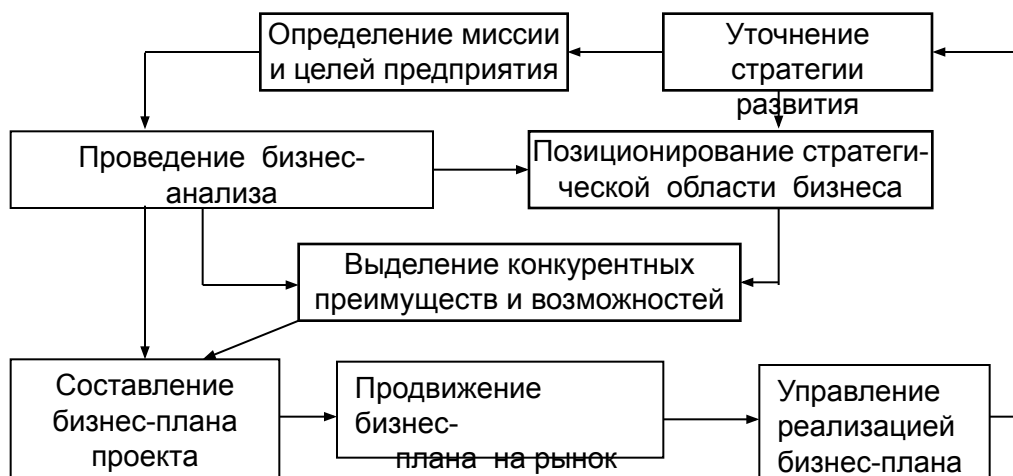 Определение миссии
и целей предприятия
Уточнение
стратегии
развития
Проведение бизнес-
анализа
Позиционирование стратеги-
ческой области бизнеса
Выделение конкурентных
преимуществ и возможностей
Составление
бизнес-плана
проекта
Продвижение
бизнес-
плана на рынок
Управление
реализацией
бизнес-плана